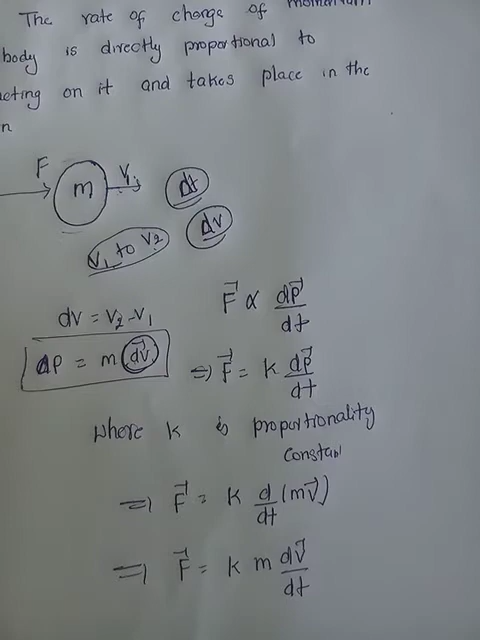 The rate of change of momentum
body is directly proportional to
acting on it and takes place in the
n
F
m V₁
dt
dv
V₁ to V₂
dv = V₂-V₁
dp = m dv⃗
F⃗ ∝ dp⃗/dt
⇒ F⃗ = K dp⃗/dt
Where K is proportionality
constan
⇒ F⃗ = K d/dt (mv⃗)
⇒ F⃗ = K m dv⃗/dt